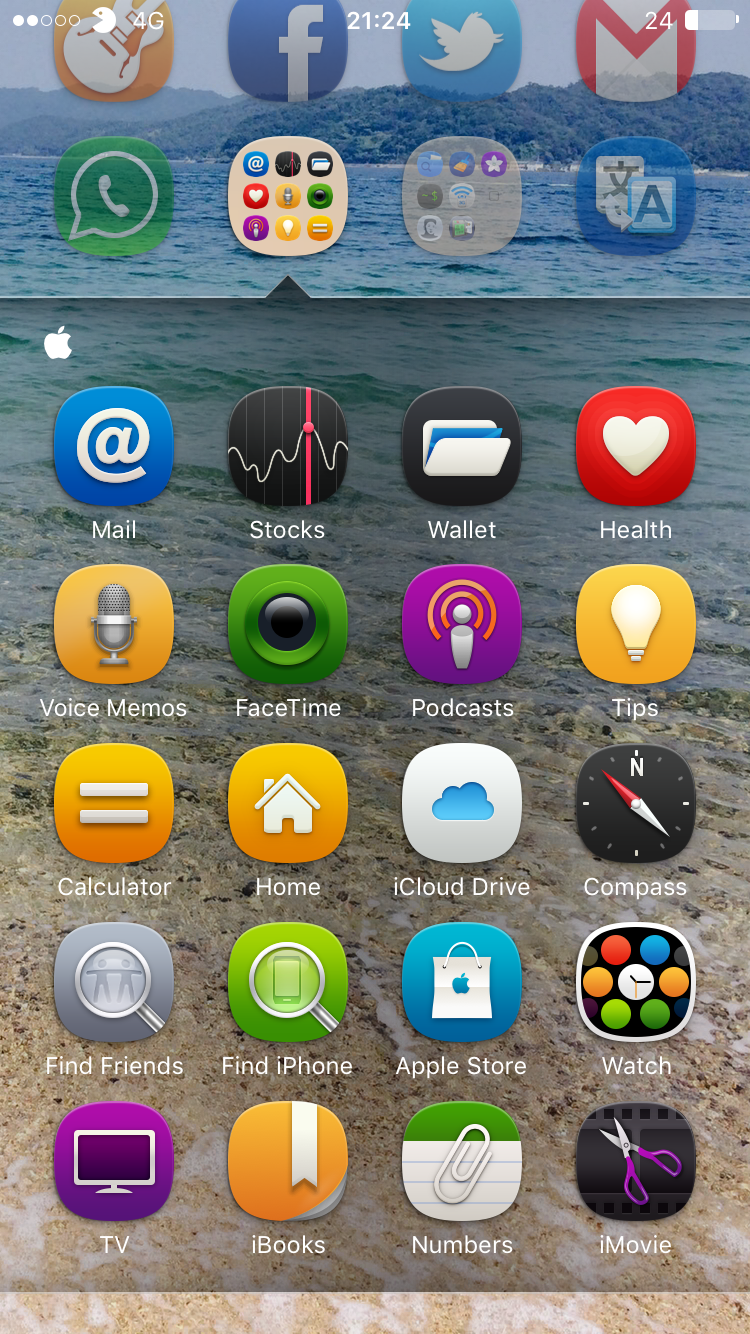 4G 21:24 24
文 A
@
Mail Stocks Wallet Health
Voice Memos FaceTime Podcasts Tips
N
Calculator Home iCloud Drive Compass
Find Friends Find iPhone Apple Store Watch
TV iBooks Numbers iMovie